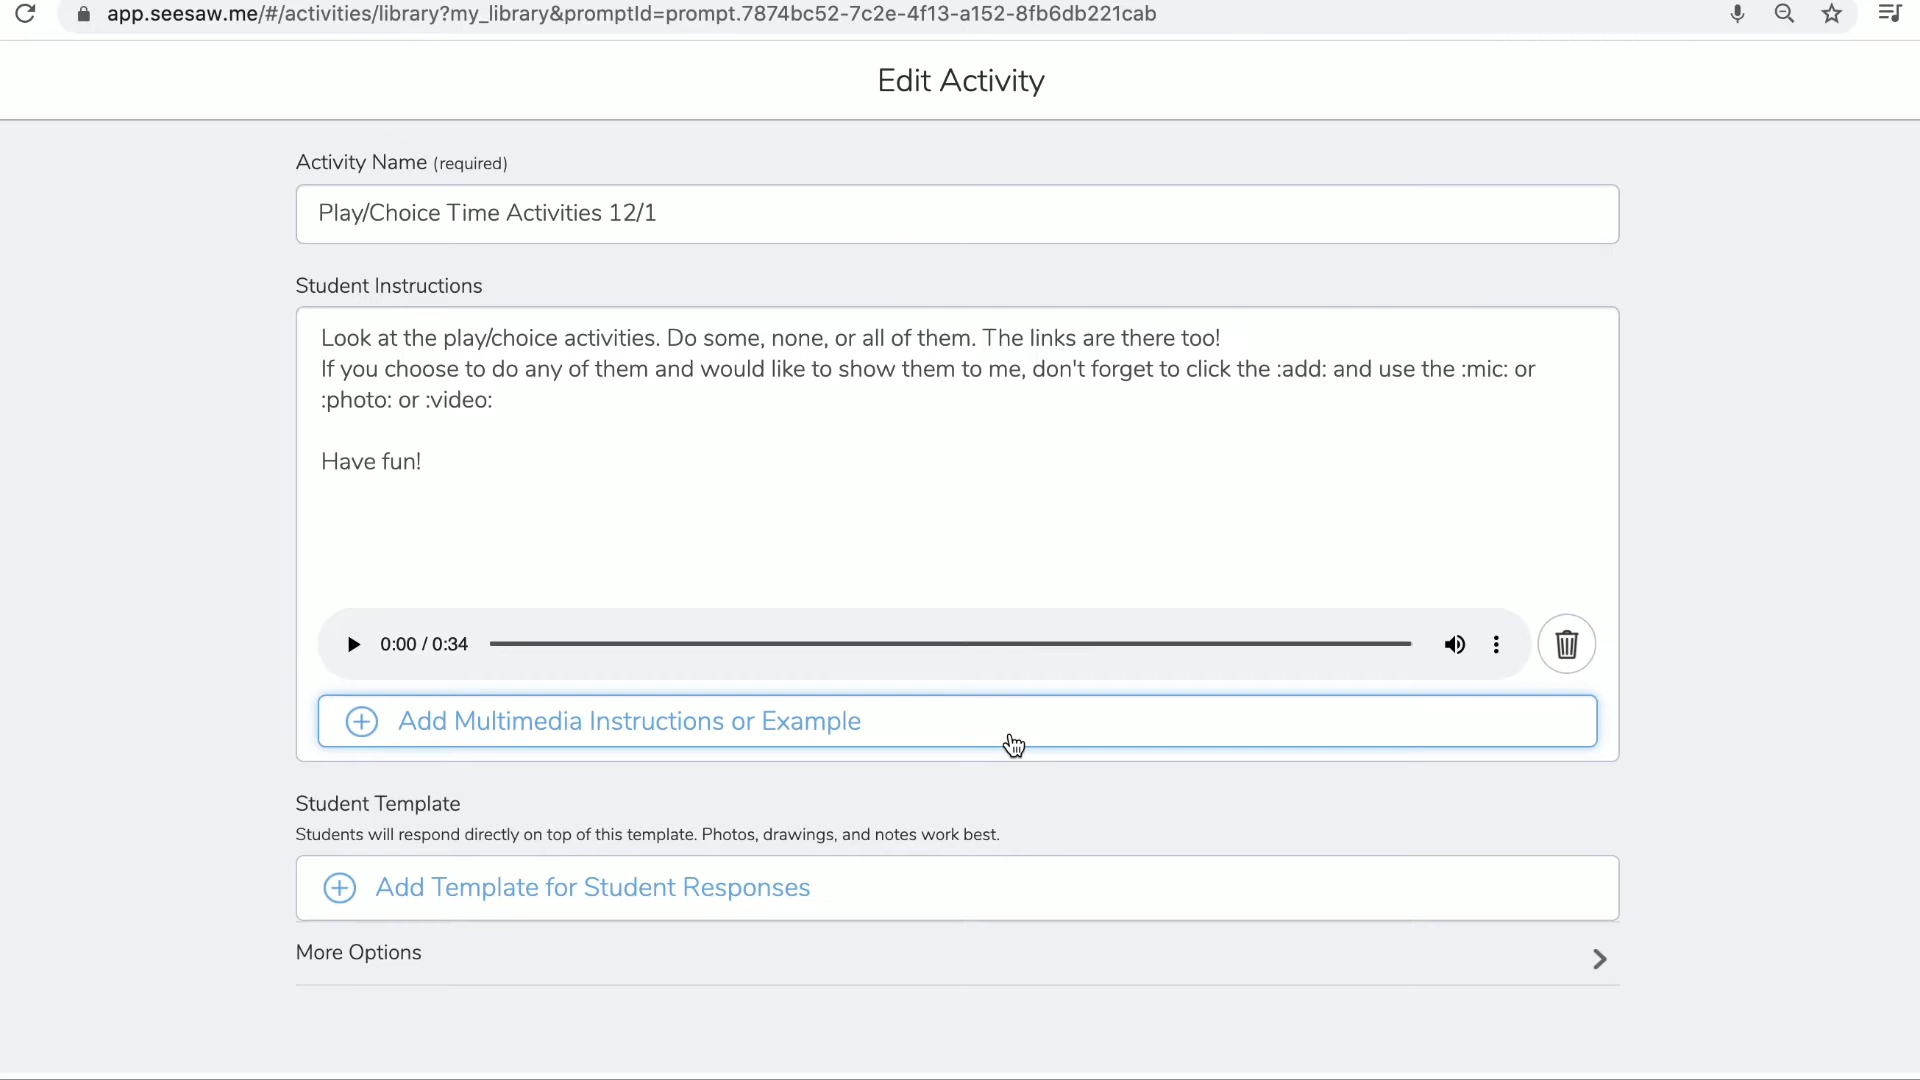 app.seesaw.me/#/activities/library?my_library&promptId=prompt.7874bc52-7c2e-4f13-a152-8fb6db221cab
Edit Activity
Activity Name (required)
Play/Choice Time Activities 12/1
Student Instructions
Look at the play/choice activities. Do some, none, or all of them. The links are there too!
If you choose to do any of them and would like to show them to me, don't forget to click the :add: and use the :mic: or
:photo: or :video:
Have fun!
0:00 / 0:34
Add Multimedia Instructions or Example
Student Template
Students will respond directly on top of this template. Photos, drawings, and notes work best.
Add Template for Student Responses
More Options